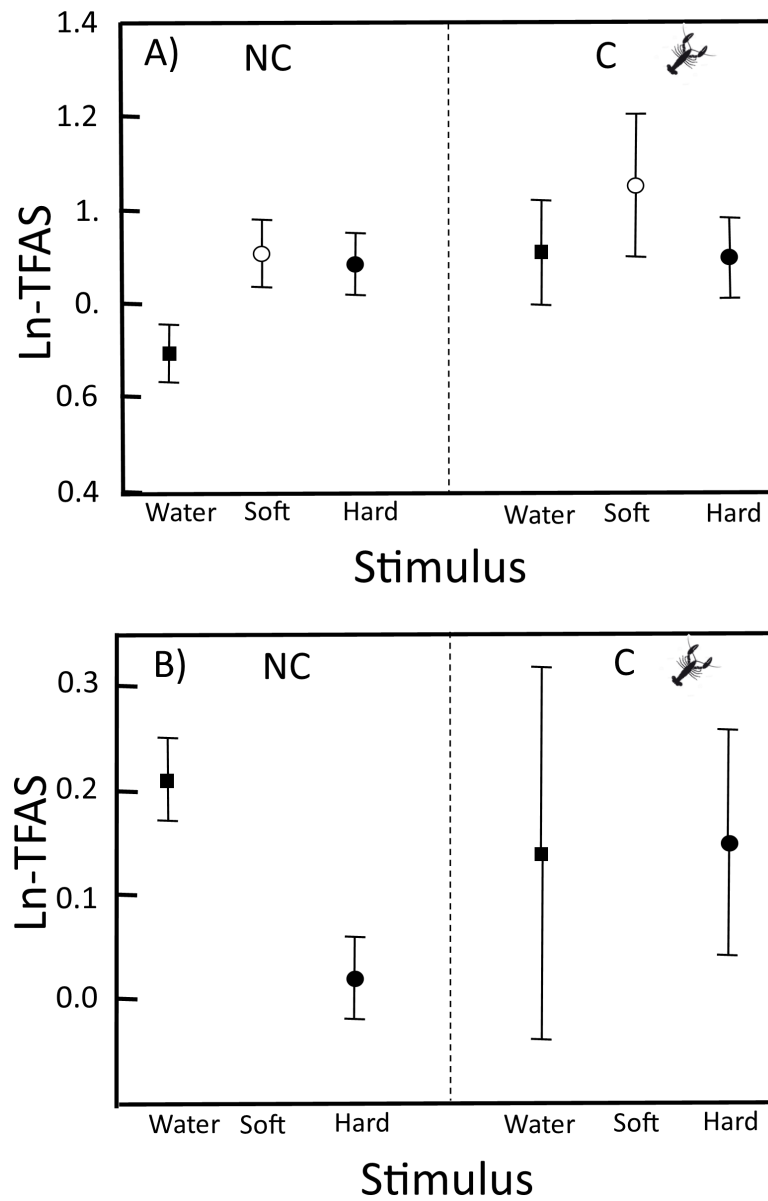 A) NC C
1.4
1.2
1.
0.
0.6
0.4
Ln-TFAS
Water Soft Hard Water Soft Hard
Stimulus
B) NC C
0.3
0.2
0.1
0.0
Ln-TFAS
Water Soft Hard Water Soft Hard
Stimulus